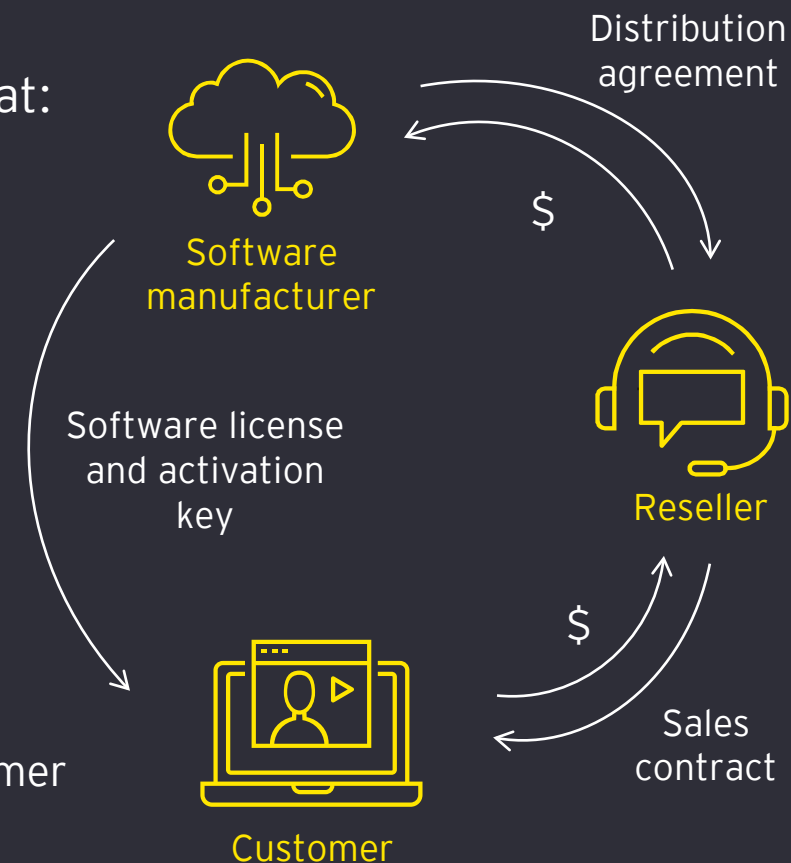 Distribution
agreement
at:
$
Software
manufacturer
Software license
and activation
key
Reseller
$
Sales
contract
mer
Customer